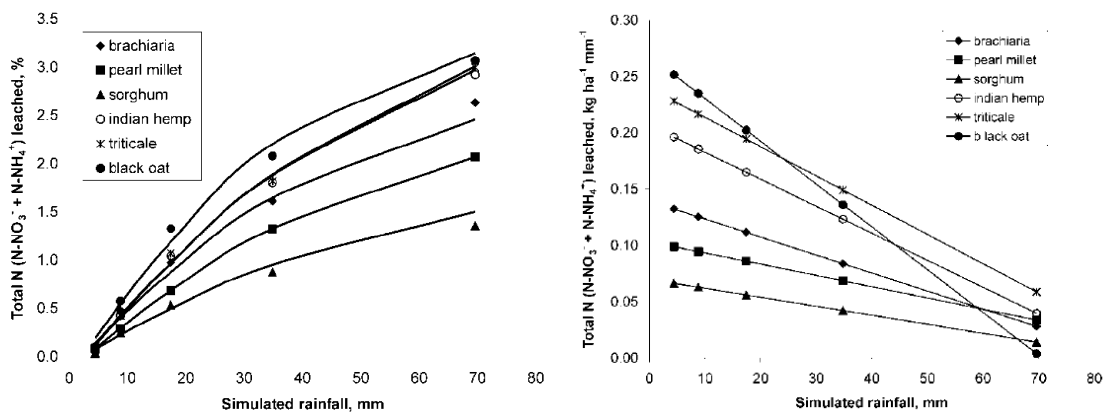 Total N (N-NO₃⁻ + N-NH₄⁺) leached, %
3.5
3.0
2.5
2.0
1.5
1.0
0.5
0.0
brachiaria
pearl millet
sorghum
indian hemp
triticale
black oat
0 10 20 30 40 50 60 70 80
Simulated rainfall, mm
Total N (N-NO₃⁻ + N-NH₄⁻) leached, kg ha⁻¹ mm⁻¹
0.30
0.25
0.20
0.15
0.10
0.05
0.00
brachiaria
pearl millet
sorghum
indian hemp
triticale
b lack oat
0 10 20 30 40 50 60 70 80
Simulated rainfall, mm